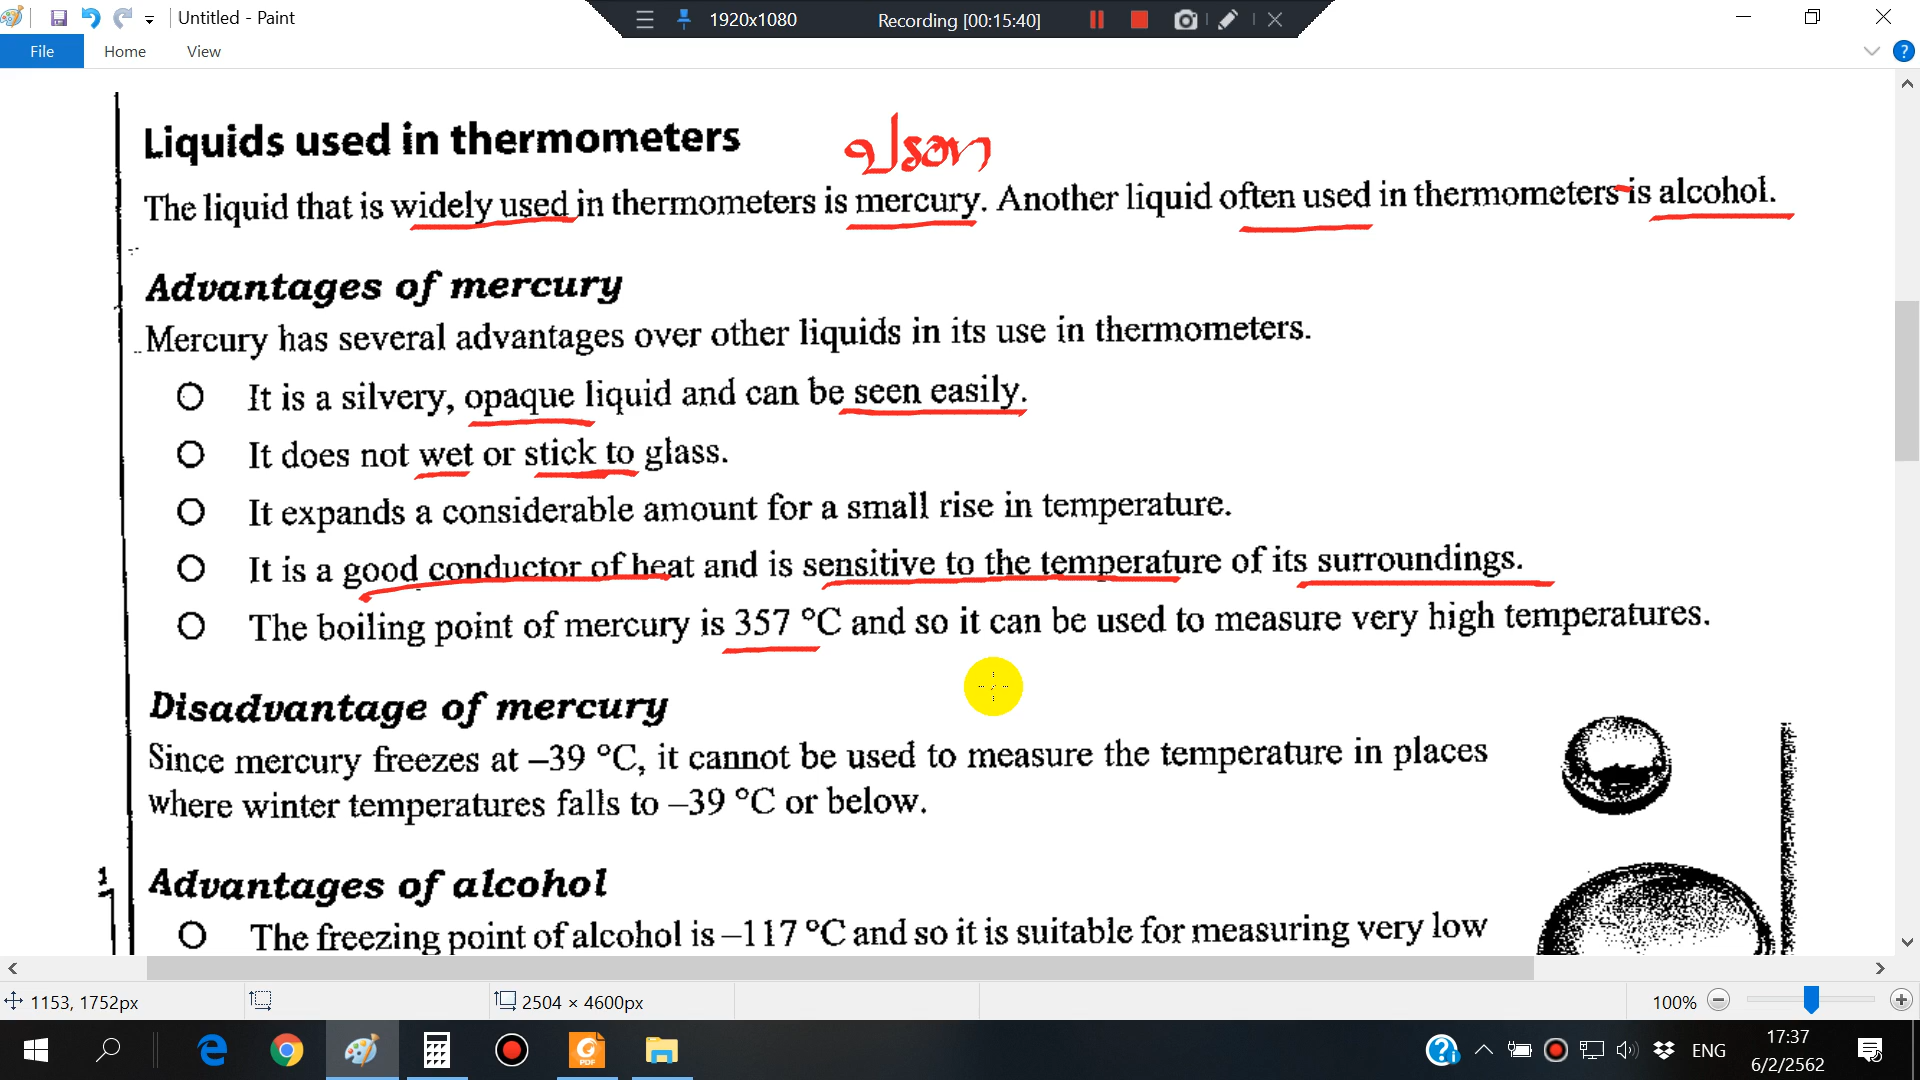 Untitled - Paint
1920x1080
Recording [00:15:40]
File
Home
View
Liquids used in thermometers
ปรอท
The liquid that is widely used in thermometers is mercury. Another liquid often used in thermometers is alcohol.
Advantages of mercury
Mercury has several advantages over other liquids in its use in thermometers.
It is a silvery, opaque liquid and can be seen easily.
It does not wet or stick to glass.
It expands a considerable amount for a small rise in temperature.
It is a good conductor of heat and is sensitive to the temperature of its surroundings.
The boiling point of mercury is 357 °C and so it can be used to measure very high temperatures.
Disadvantage of mercury
Since mercury freezes at –39 °C, it cannot be used to measure the temperature in places
where winter temperatures falls to –39 °C or below.
Advantages of alcohol
The freezing point of alcohol is –117 °C and so it is suitable for measuring very low
1153, 1752px
2504 × 4600px
100%
PDF
ENG
17:37
6/2/2562